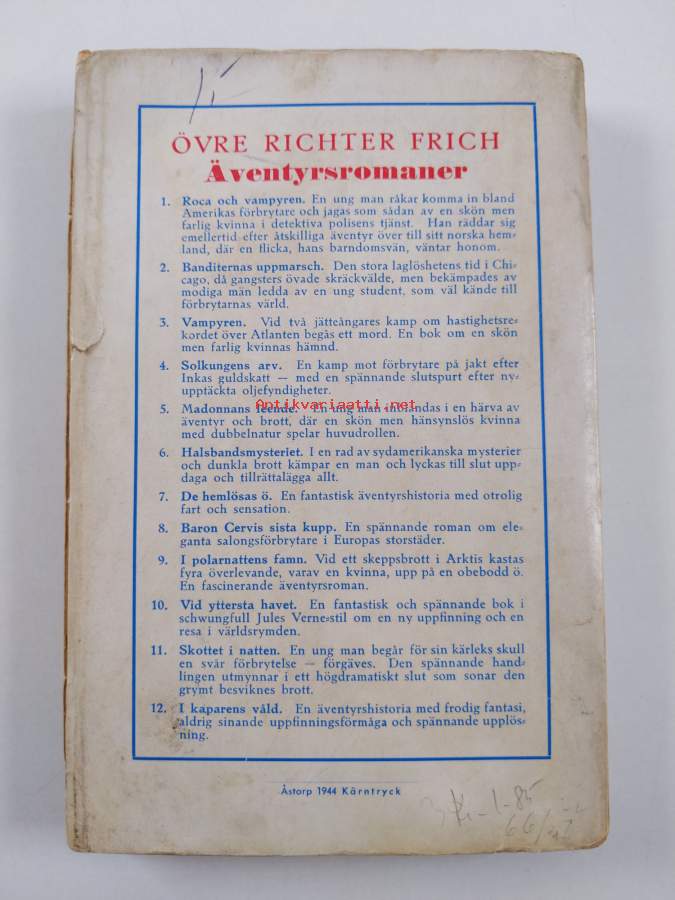 ÖVRE RICHTER FRICH
Äventyrsromaner
1. Roca och vampyren. En ung man råkar komma in bland
Amerikas förbrytare och jagas som sådan av en skön men
farlig kvinna i detektiva polisens tjänst. Han räddar sig
emellertid efter åtskilliga äventyr över till sitt norska hem-
land, där en flicka, hans barndomsvän, väntar honom.
2. Banditernas uppmarsch. Den stora laglöshetens tid i Chi-
cago, då gangsters övade skräckvälde, men bekämpades av
modiga män ledda av en ung student, som väl kände till
förbrytarnas värld.
3. Vampyren. Vid två jätteångares kamp om hastighetsre-
kordet över Atlanten begås ett mord. En bok om en skön
men farlig kvinnas hämnd.
4. Solkungens arv. En kamp mot förbrytare på jakt efter
Inkas guldskatt — med en spännande slutspurt efter ny-
upptäckta oljefyndigheter.
Antikvariaatti.net
5. Madonnans leende. En ung man inblandas i en härva av
äventyr och brott, där en skön men hänsynslös kvinna
med dubbelnatur spelar huvudrollen.
6. Halsbandsmysteriet. I en rad av sydamerikanska mysterier
och dunkla brott kämpar en man och lyckas till slut upp-
daga och tillrättalägga allt.
7. De hemlösas ö. En fantastisk äventyrshistoria med otrolig
fart och sensation.
8. Baron Cervis sista kupp. En spännande roman om ele-
ganta salongsförbrytare i Europas storstäder.
9. I polarnattens famn. Vid ett skeppsbrott i Arktis kastas
fyra överlevande, varav en kvinna, upp på en obebodd ö.
En fascinerande äventyrsroman.
10. Vid yttersta havet. En fantastisk och spännande bok i
schwungfull Jules Verne-stil om en ny uppfinning och en
resa i världsrymden.
11. Skottet i natten. En ung man begår för sin kärleks skull
en svår förbrytelse — förgäves. Den spännande hand-
lingen utmynnar i ett högdramatiskt slut som sonar den
grymt besviknes brott.
12. I kaparens våld. En äventyrshistoria med frodig fantasi,
aldrig sinande uppfinningsförmåga och spännande upplös-
ning.
Åstorp 1944 Kärntryck